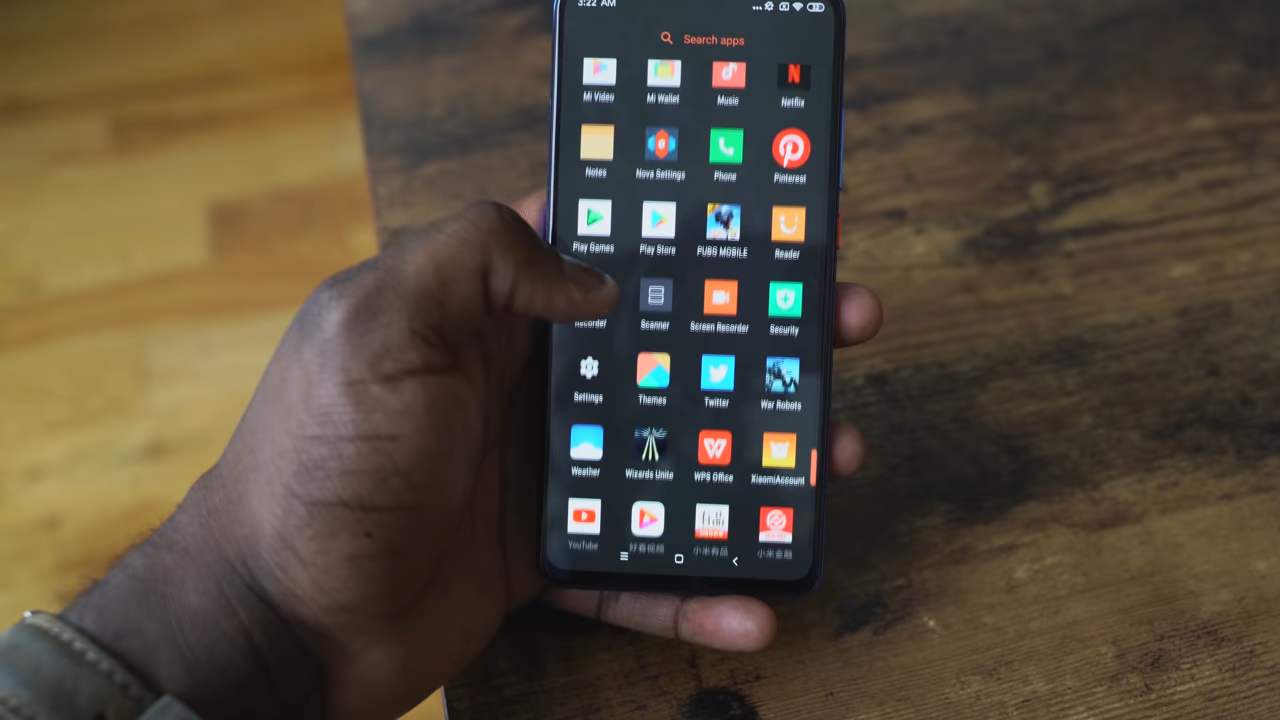 3:22 AM
33
Search apps
Mi Video
Mi Wallet
Music
Netflix
Notes
Nova Settings
Phone
Pinterest
Play Games
Play Store
PUBG MOBILE
Reader
Recorder
Scanner
Screen Recorder
Security
Settings
Themes
Twitter
War Robots
Weather
Wizards Unite
WPS Office
XiaomiAccount
YouTube
好看视频
小米有品
小米金融